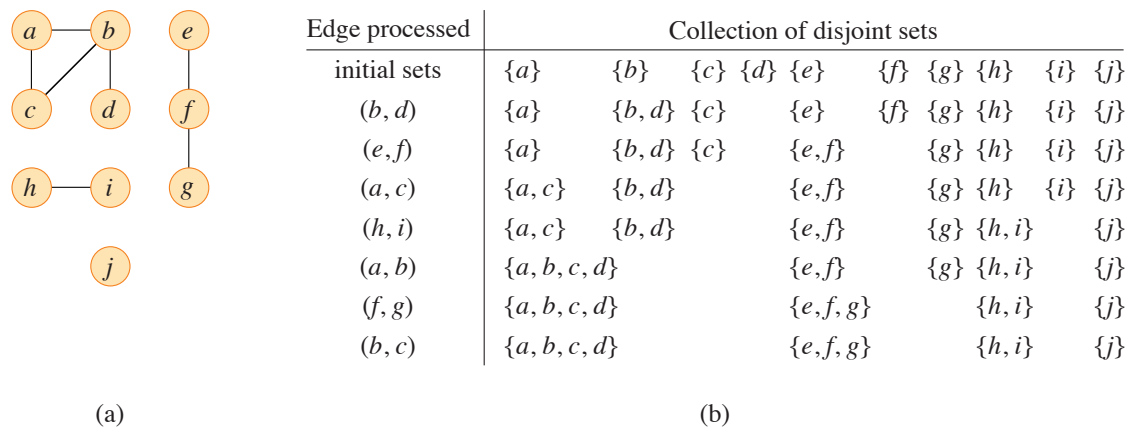 a b e
c d f
h i g
j
Edge processed Collection of disjoint sets
initial sets {a} {b} {c} {d} {e} {f} {g} {h} {i} {j}
(b, d) {a} {b, d} {c} {e} {f} {g} {h} {i} {j}
(e, f) {a} {b, d} {c} {e, f} {g} {h} {i} {j}
(a, c) {a, c} {b, d} {e, f} {g} {h} {i} {j}
(h, i) {a, c} {b, d} {e, f} {g} {h, i} {j}
(a, b) {a, b, c, d} {e, f} {g} {h, i} {j}
(f, g) {a, b, c, d} {e, f, g} {h, i} {j}
(b, c) {a, b, c, d} {e, f, g} {h, i} {j}
(a) (b)